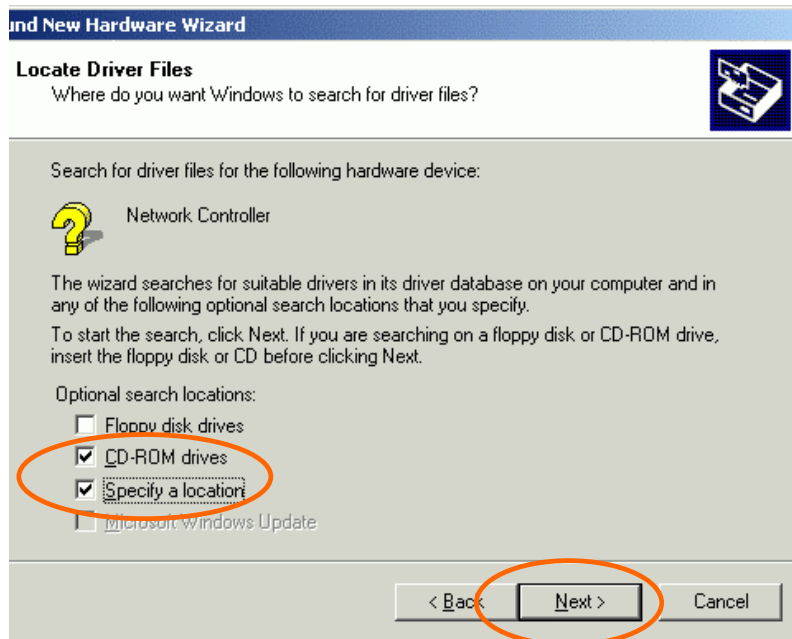 und New Hardware Wizard
Locate Driver Files
Where do you want Windows to search for driver files?
Search for driver files for the following hardware device:
Network Controller
The wizard searches for suitable drivers in its driver database on your computer and in
any of the following optional search locations that you specify.
To start the search, click Next. If you are searching on a floppy disk or CD-ROM drive,
insert the floppy disk or CD before clicking Next.
Optional search locations:
Floppy disk drives
CD-ROM drives
Specify a location
Microsoft Windows Update
< Back
Next >
Cancel